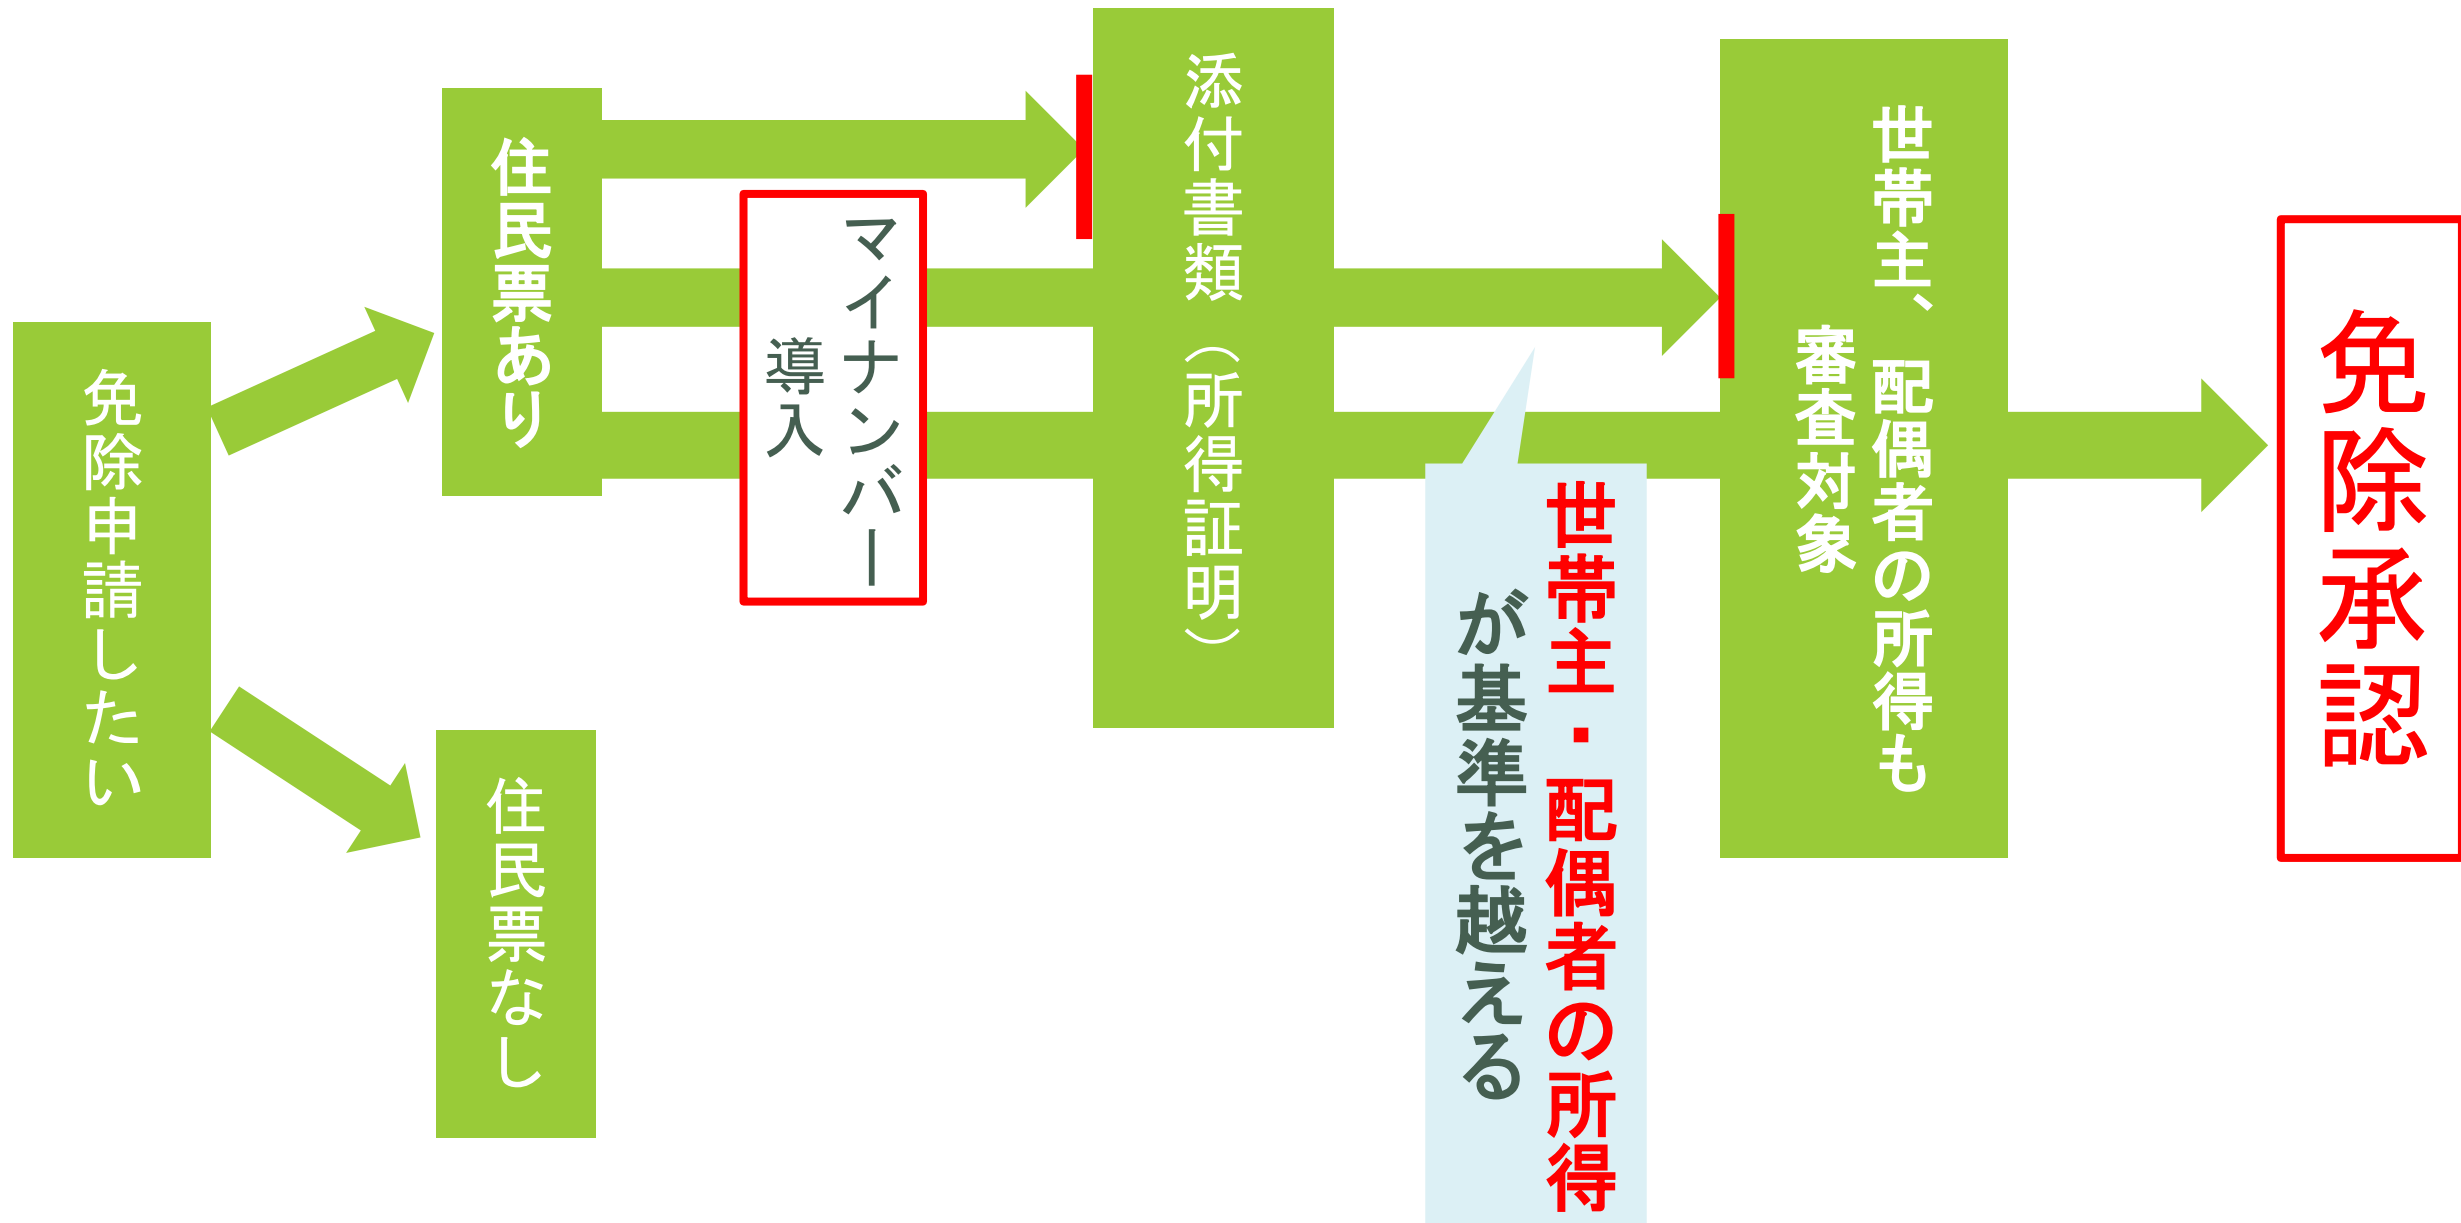 免除申請したい
住民票あり
住民票なし
マイナンバー
導入
添付書類（所得証明）
世帯主・配偶者の所得
が基準を越える
世帯主、配偶者の所得も
審査対象
免除承認